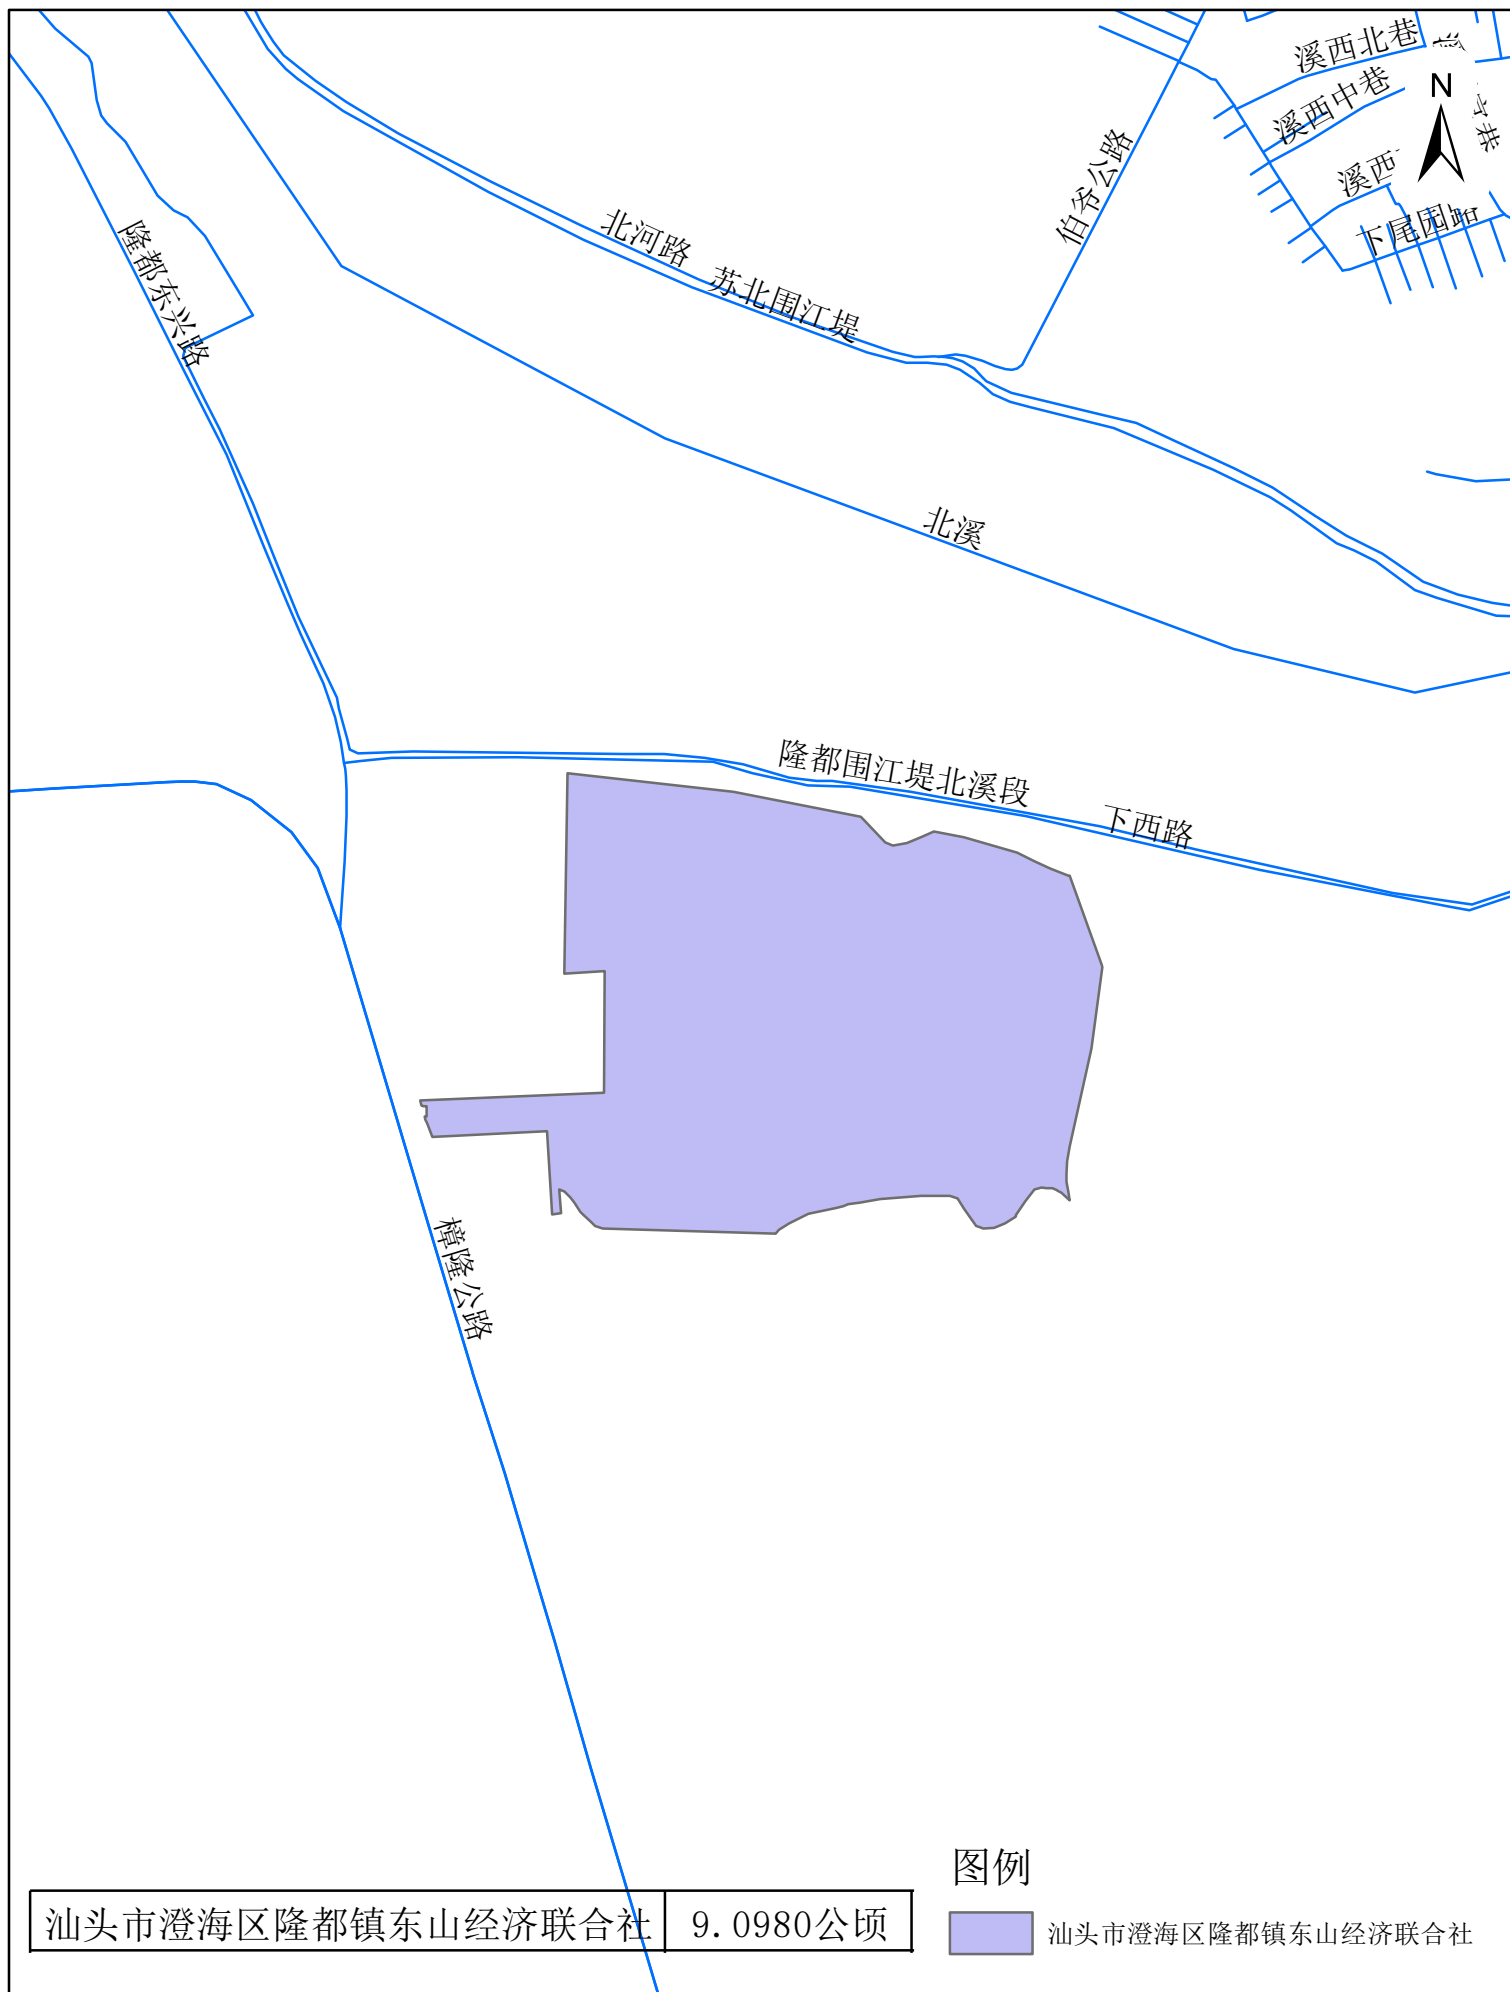 溪西北巷
溪西中巷
N
溪西
下尾园路
伯爷公路
北河路
苏北围江堤
隆都东兴路
北溪
隆都围江堤北溪段
下西路
樟隆公路
图例
汕头市澄海区隆都镇东山经济联合社 9.0980公顷
汕头市澄海区隆都镇东山经济联合社